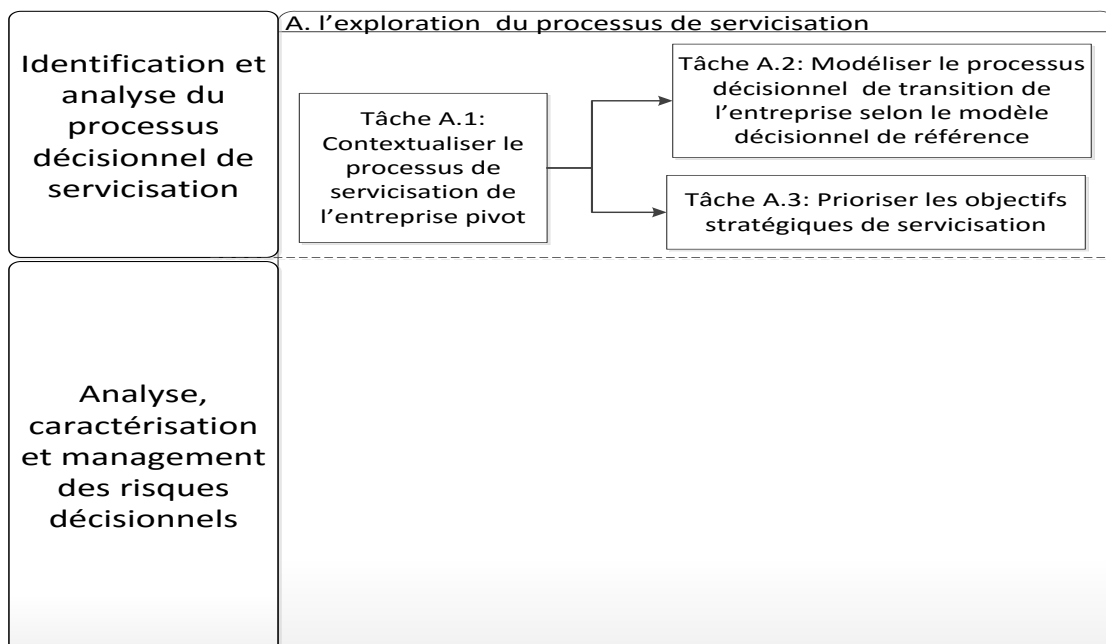 A. l’exploration du processus de servicisation
Identification et
analyse du
processus
décisionnel de
servicisation
Tâche A.1:
Contextualiser le
processus de
servicisation de
l’entreprise pivot
Tâche A.2: Modéliser le processus
décisionnel de transition de
l’entreprise selon le modèle
décisionnel de référence
Tâche A.3: Prioriser les objectifs
stratégiques de servicisation
Analyse,
caractérisation
et management
des risques
décisionnels